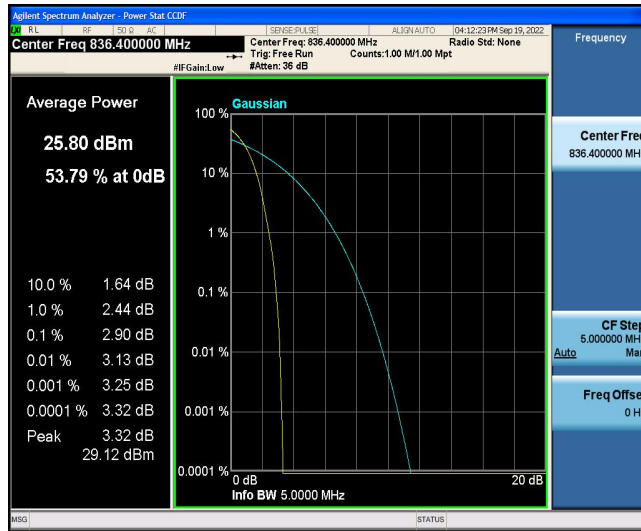 Agilent Spectrum Analyzer - Power Stat CCDF
LXI RL RF 50 Ω AC SENSE:PULSE ALIGN AUTO 04:12:23 PM Sep 19, 2022
Center Freq 836.400000 MHz
Center Freq: 836.400000 MHz Radio Std: None
Trig: Free Run Counts:1.00 M/1.00 Mpt
#IFGain:Low #Atten: 36 dB
Frequency
Average Power
25.80 dBm
53.79 % at 0dB
10.0 % 1.64 dB
1.0 % 2.44 dB
0.1 % 2.90 dB
0.01 % 3.13 dB
0.001 % 3.25 dB
0.0001 % 3.32 dB
Peak 3.32 dB
29.12 dBm
Gaussian
100 %
10 %
1 %
0.1 %
0.01 %
0.001 %
0.0001 %
0 dB 20 dB
Info BW 5.0000 MHz
Center Fre
836.400000 MH
CF Step
5.000000 MH
Auto Ma
Freq Offse
0 H
MSG STATUS